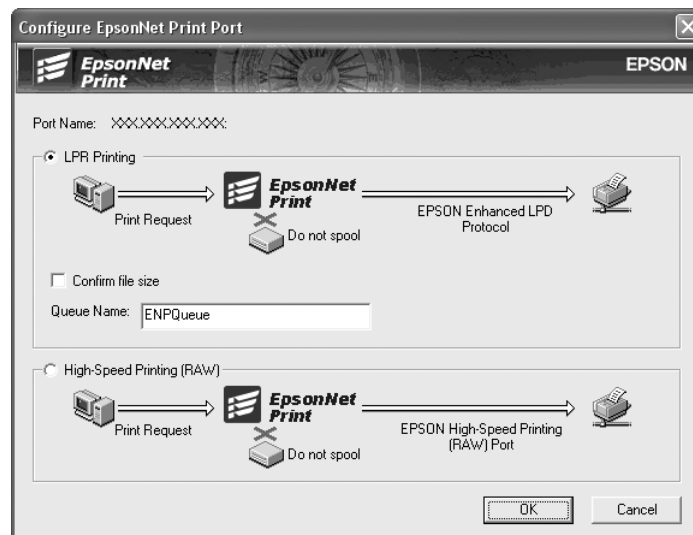 Configure EpsonNet Print Port
EpsonNet
Print
EPSON
Port Name: XXX.XXX.XXX.XXX:
LPR Printing
EpsonNet
Print
Print Request
EPSON Enhanced LPD
Protocol
Do not spool
Confirm file size
Queue Name: ENPQueue
High-Speed Printing (RAW)
EpsonNet
Print
Print Request
EPSON High-Speed Printing
(RAW) Port
Do not spool
OK
Cancel